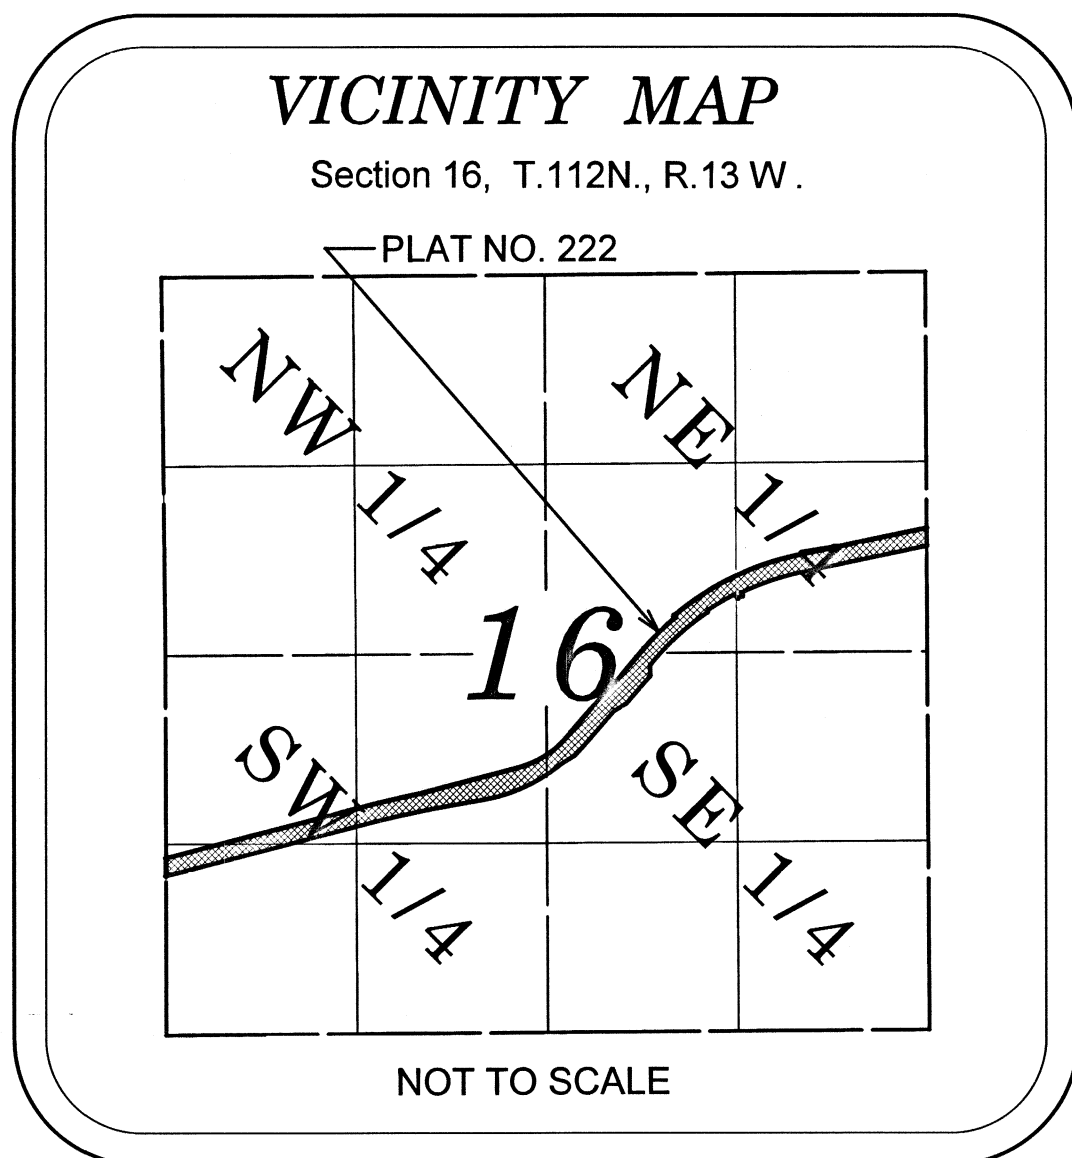 VICINITY MAP
Section 16, T.112N., R.13 W .
PLAT NO. 222
NW 1/4
NE 1/4
16
SW 1/4
SE 1/4
NOT TO SCALE